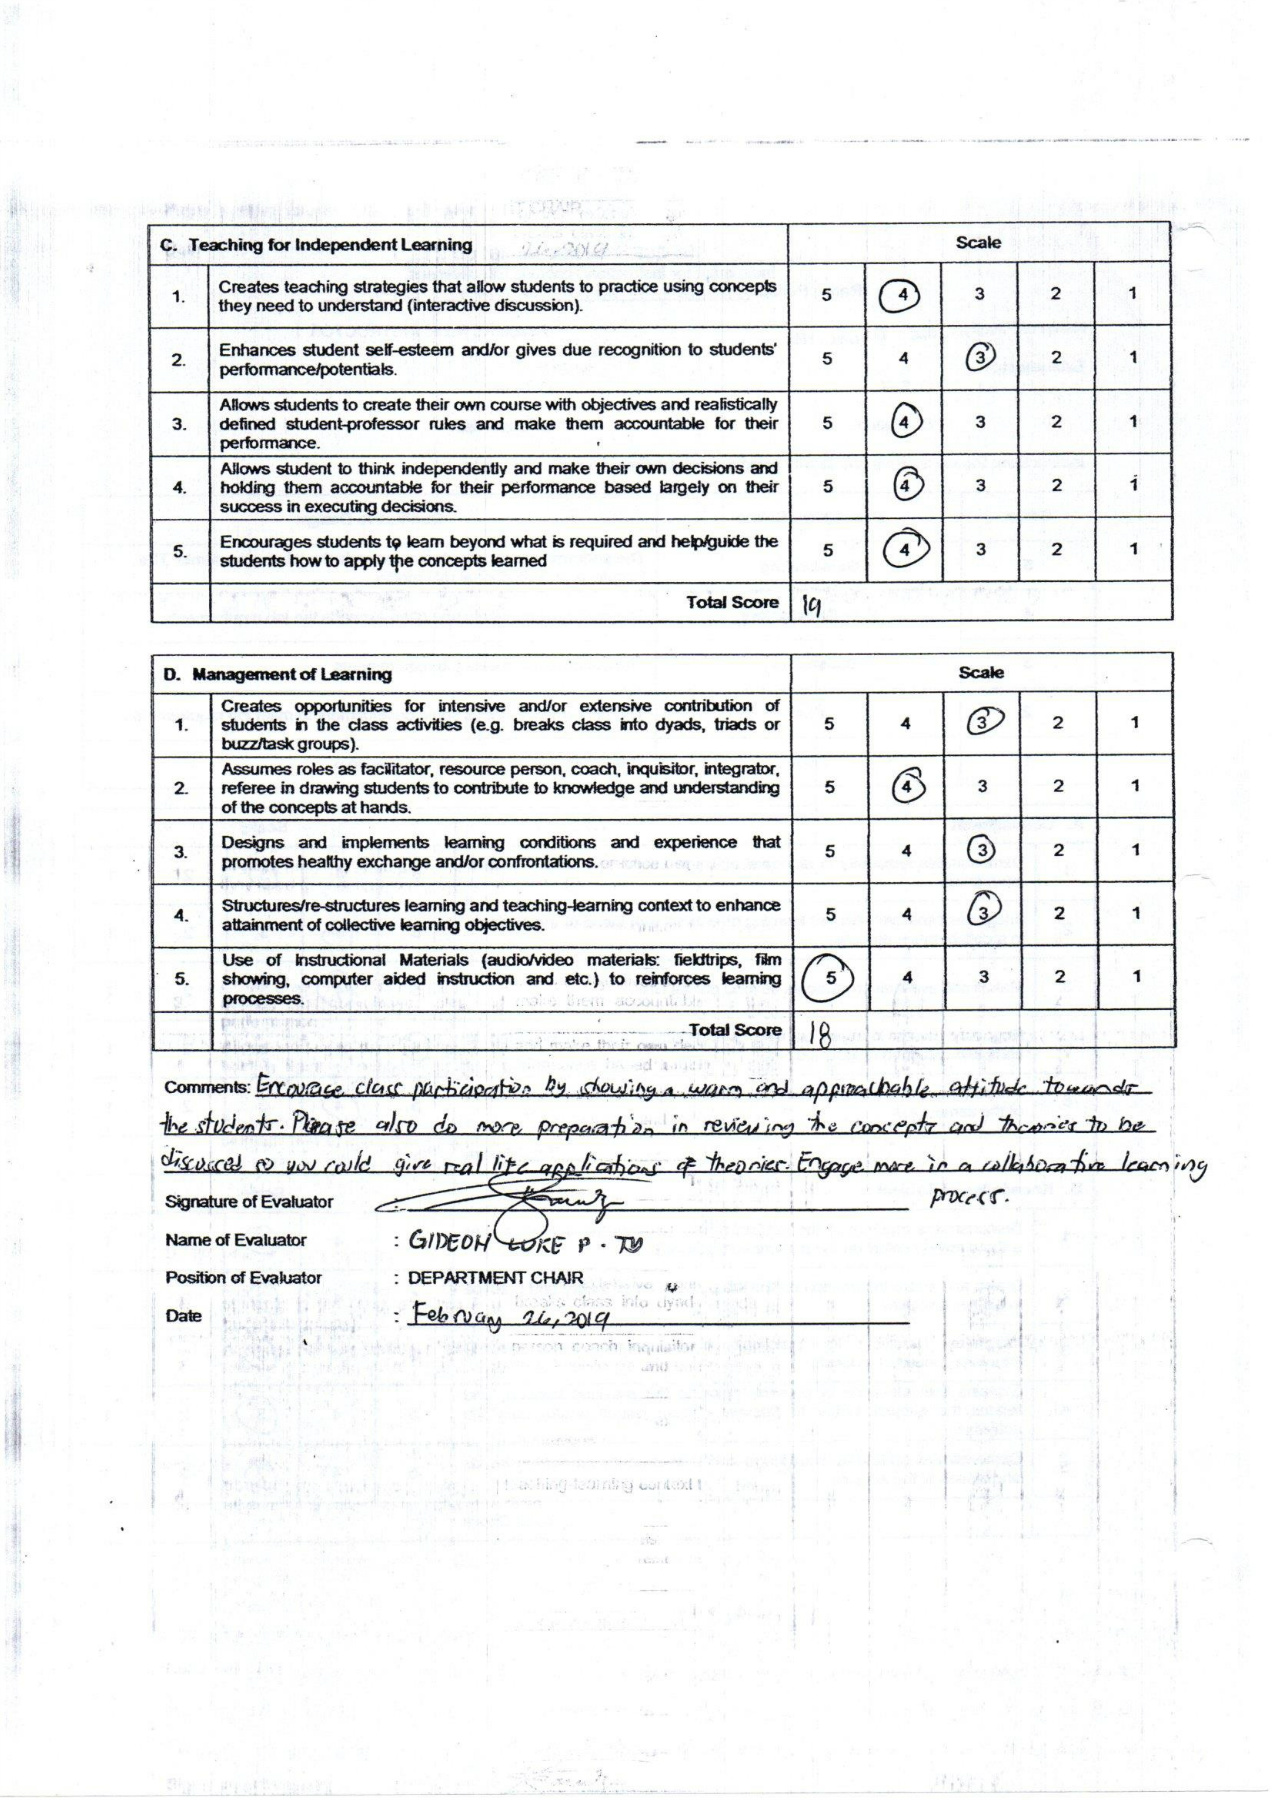 C. Teaching for Independent Learning Scale
1. Creates teaching strategies that allow students to practice using concepts
they need to understand (interactive discussion). 5 4 3 2 1
2. Enhances student self-esteem and/or gives due recognition to students'
performance/potentials. 5 4 3 2 1
3. Allows students to create their own course with objectives and realistically
defined student-professor rules and make them accountable for their
performance. 5 4 3 2 1
4. Allows student to think independently and make their own decisions and
holding them accountable for their performance based largely on their
success in executing decisions. 5 4 3 2 1
5. Encourages students to learn beyond what is required and help/guide the
students how to apply the concepts learned 5 4 3 2 1
Total Score 19
D. Management of Learning Scale
1. Creates opportunities for intensive and/or extensive contribution of
students in the class activities (e.g. breaks class into dyads, triads or
buzz/task groups). 5 4 3 2 1
2. Assumes roles as facilitator, resource person, coach, inquisitor, integrator,
referee in drawing students to contribute to knowledge and understanding
of the concepts at hands. 5 4 3 2 1
3. Designs and implements learning conditions and experience that
promotes healthy exchange and/or confrontations. 5 4 3 2 1
4. Structures/re-structures learning and teaching-learning context to enhance
attainment of collective learning objectives. 5 4 3 2 1
5. Use of Instructional Materials (audio/video materials: fieldtrips, film
showing, computer aided instruction and etc.) to reinforces learning
processes. 5 4 3 2 1
Total Score 18
Comments: Encourage class participation by showing a warm and approachable attitude towards
the students. Please also do more preparation in reviewing the concepts and theories to be
discussed so you could give real life applications of theories. Engage more in a collaborative learning
process.
Signature of Evaluator :
Name of Evaluator : GIDEON LUKE P. TY
Position of Evaluator : DEPARTMENT CHAIR
Date : February 26, 2019